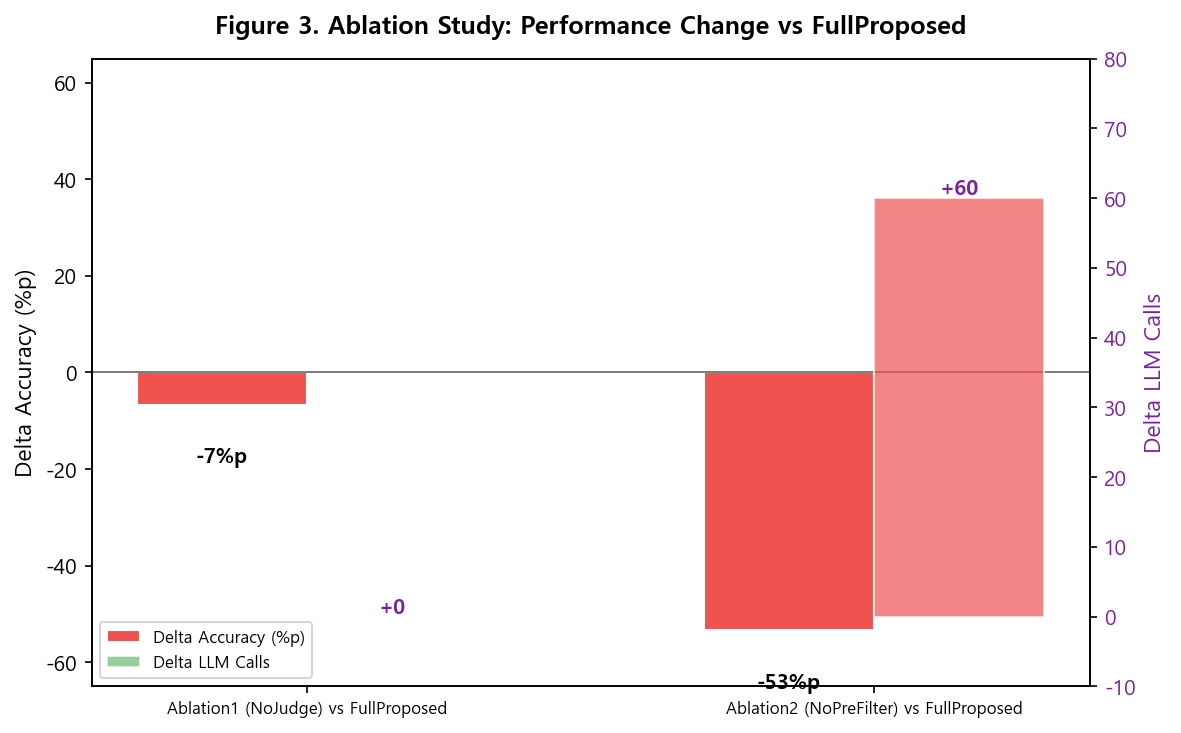 Figure 3. Ablation Study: Performance Change vs FullProposed
Delta Accuracy (%p)
60
40
20
0
-20
-40
-60
80
70
60
50
40
30
20
10
0
-10
Delta LLM Calls
-7%p
+0
-53%p
+60
Delta Accuracy (%p)
Delta LLM Calls
Ablation1 (NoJudge) vs FullProposed
Ablation2 (NoPreFilter) vs FullProposed